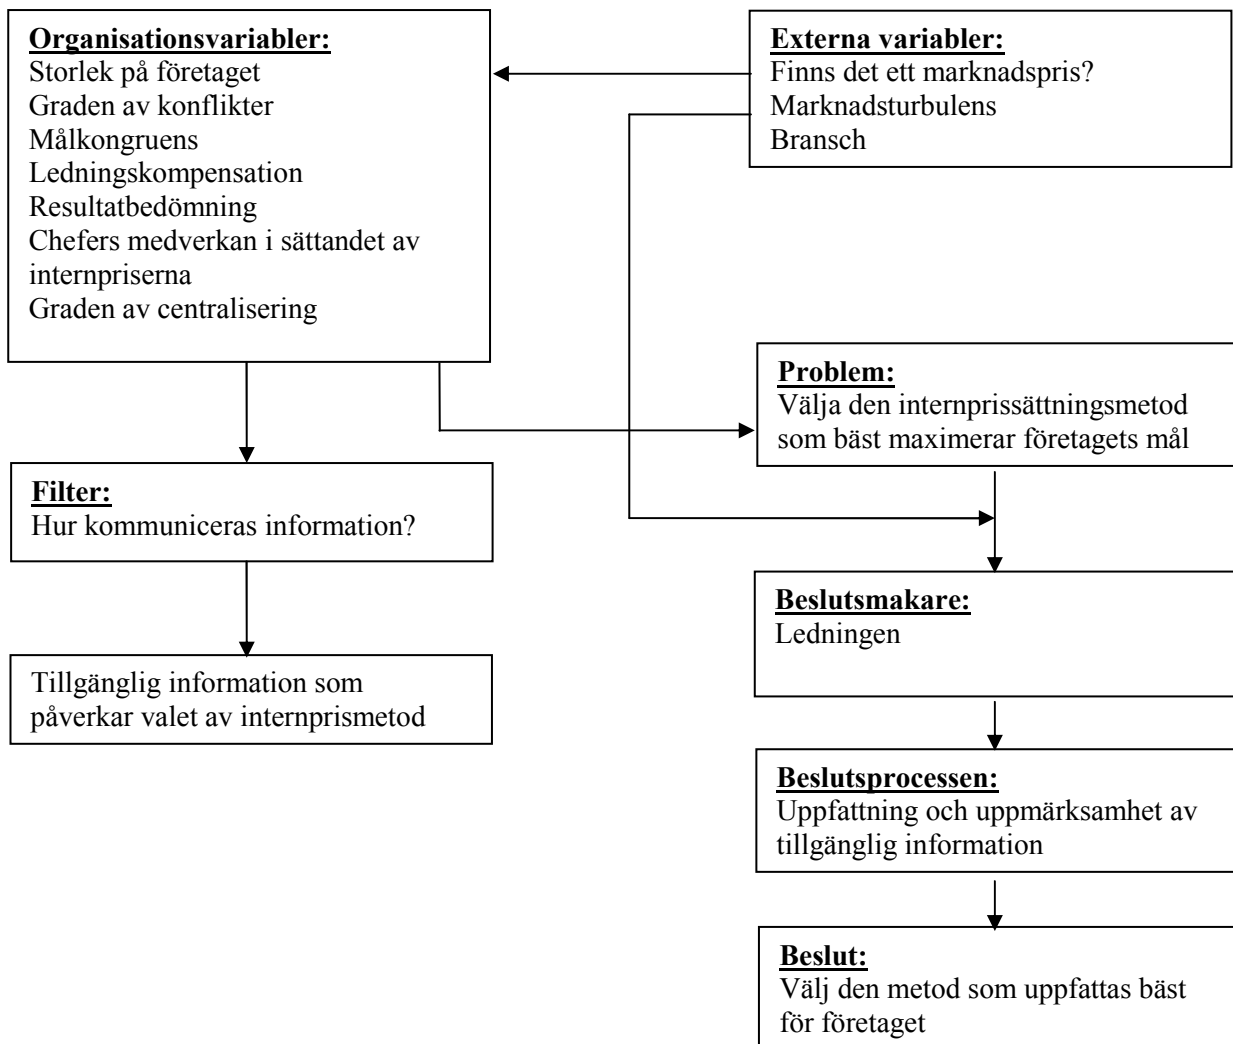 Organisationsvariabler:
Storlek på företaget
Graden av konflikter
Målkongruens
Ledningskompensation
Resultatbedömning
Chefers medverkan i sättandet av
internpriserna
Graden av centralisering
Externa variabler:
Finns det ett marknadspris?
Marknadsturbulens
Bransch
Problem:
Välja den internprissättningsmetod
som bäst maximerar företagets mål
Filter:
Hur kommuniceras information?
Beslutsmakare:
Ledningen
Tillgänglig information som
påverkar valet av internprismetod
Beslutsprocessen:
Uppfattning och uppmärksamhet av
tillgänglig information
Beslut:
Välj den metod som uppfattas bäst
för företaget